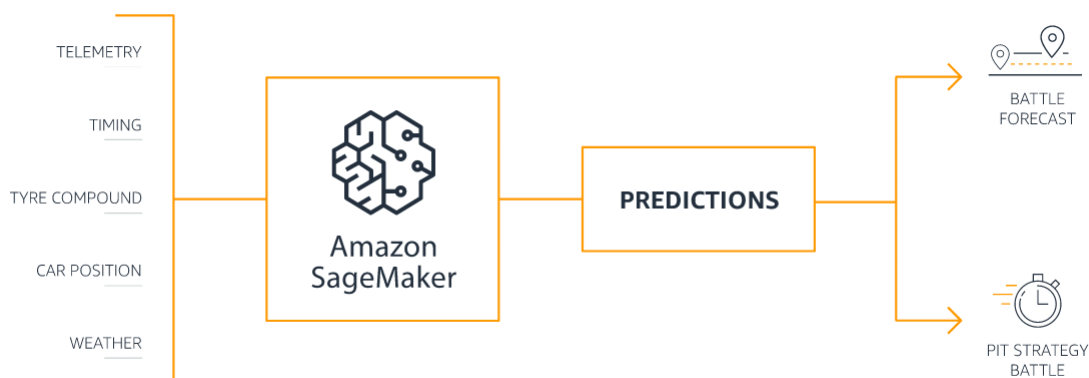 TELEMETRY
TIMING
TYRE COMPOUND
CAR POSITION
WEATHER
Amazon
SageMaker
PREDICTIONS
BATTLE
FORECAST
PIT STRATEGY
BATTLE